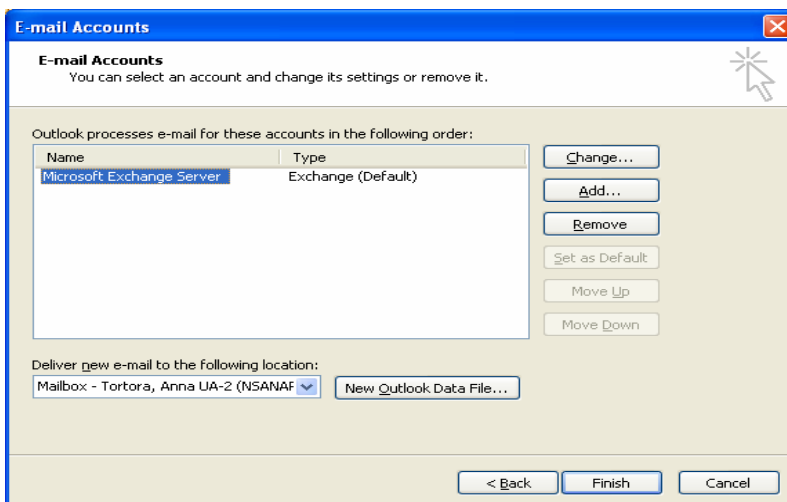 E-mail Accounts
E-mail Accounts
You can select an account and change its settings or remove it.
Outlook processes e-mail for these accounts in the following order:
Name Type
Microsoft Exchange Server Exchange (Default)
Change...
Add...
Remove
Set as Default
Move Up
Move Down
Deliver new e-mail to the following location:
Mailbox - Tortora, Anna UA-2 (NSANAF New Outlook Data File...
< Back Finish Cancel